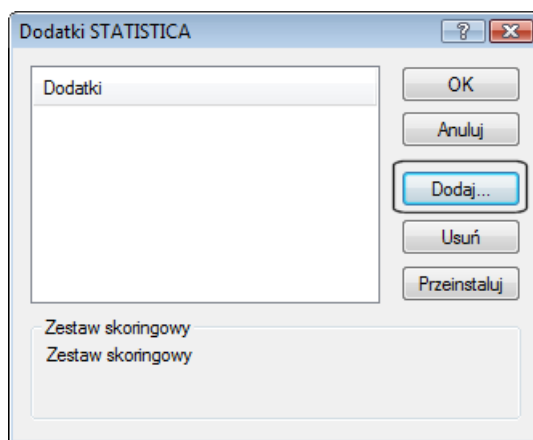 Dodatki STATISTICA
Dodatki
OK
Anuluj
Dodaj...
Usuń
Przeinstaluj
Zestaw skoringowy
Zestaw skoringowy